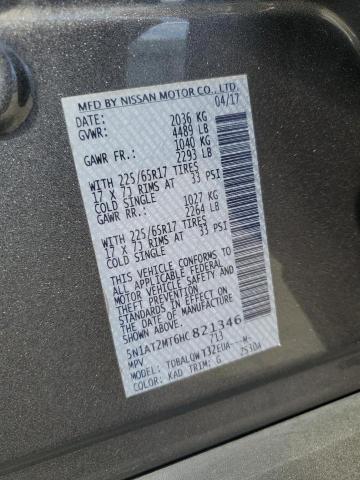 MFD BY NISSAN MOTOR CO., LTD.
DATE: 04/17
GVWR: 2036 KG
4489 LB
GAWR FR.: 1040 KG
2293 LB
WITH 225/65R17 TIRES
17 X 7J RIMS AT 33 PSI
COLD SINGLE
GAWR RR.: 1027 KG
2264 LB
WITH 225/65R17 TIRES
17 X 7J RIMS AT 33 PSI
COLD SINGLE
THIS VEHICLE CONFORMS TO
ALL APPLICABLE FEDERAL
MOTOR VEHICLE SAFETY AND
STANDARDS IN EFFECT ON
THE DATE OF MANUFACTURE
SHOWN ABOVE.
5N1AT2MT6HC821346
MPV 713
MODEL:
COLOR: KAD TRIM: G